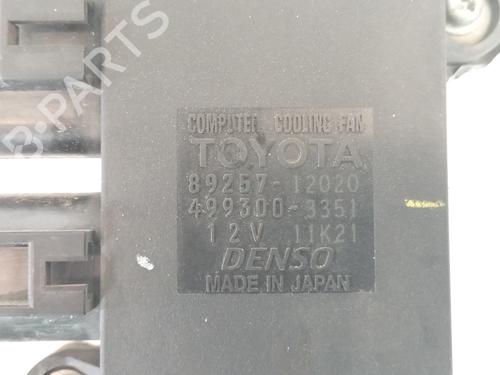 B-PARTS
COMPUTER COOLING FAN
TOYOTA
89257-12020
499300-3351
12V 11K21
DENSO
MADE IN JAPAN